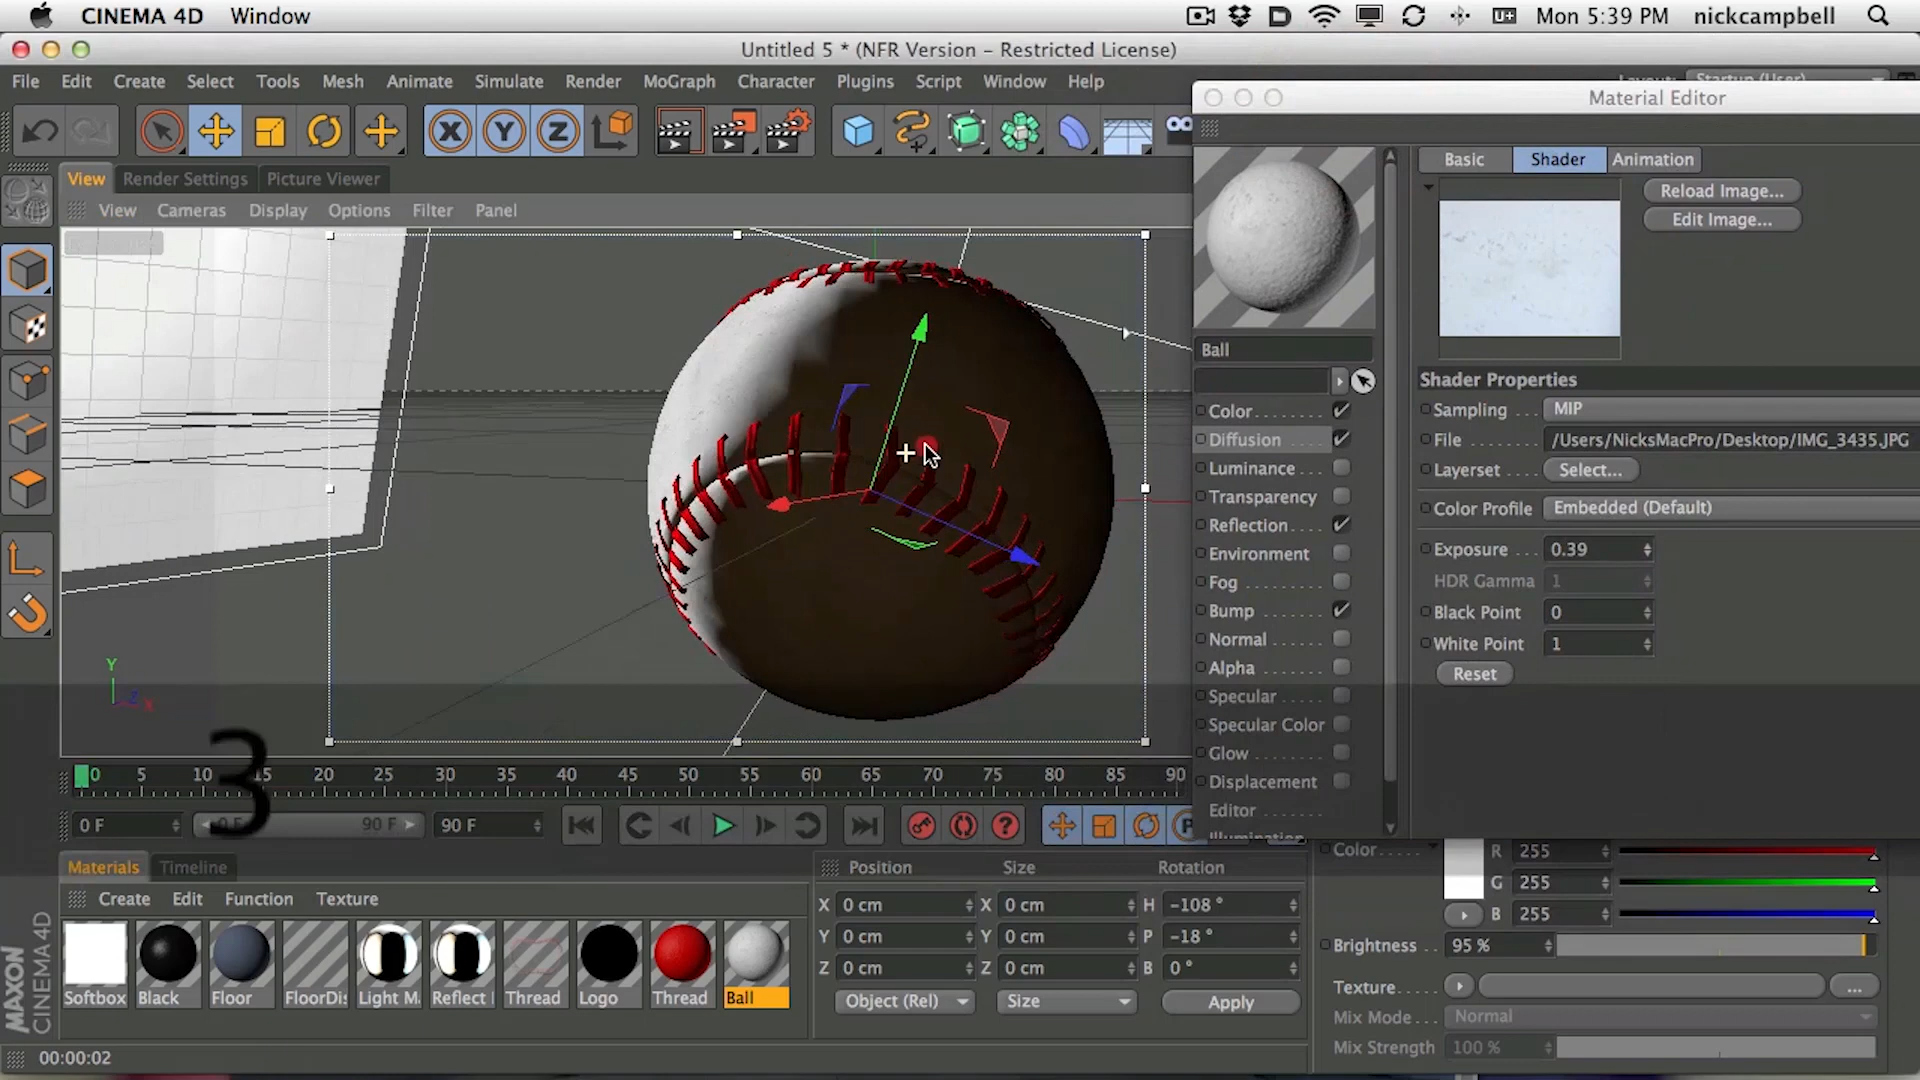 CINEMA 4D Window Mon 5:39 PM nickcampbell
Untitled 5 * (NFR Version - Restricted License)
File Edit Create Select Tools Mesh Animate Simulate Render MoGraph Character Plugins Script Window Help
Startup (User)
Material Editor
X Y Z
View Render Settings Picture Viewer
View Cameras Display Options Filter Panel
Basic Shader Animation
Reload Image...
Edit Image...
Ball
Shader Properties
Color
Sampling MIP
Diffusion
File /Users/NicksMacPro/Desktop/IMG_3435.JPG
Luminance
Layerset Select...
Transparency
Color Profile Embedded (Default)
Reflection
Environment
Exposure 0.39
Fog
HDR Gamma 1
Bump
Black Point 0
Normal
White Point 1
Alpha
Reset
Specular
Specular Color
Glow
Displacement
Editor
Y
Z X
3
0 5 10 15 20 25 30 35 40 45 50 55 60 65 70 75 80 85 90
0 F 0 F 90 F 90 F
Materials Timeline
Position Size Rotation
Create Edit Function Texture
X 0 cm X 0 cm H -108 °
Y 0 cm Y 0 cm P -18 °
Z 0 cm Z 0 cm B 0 °
Object (Rel) Size Apply
Softbox Black Floor FloorDis Light M Reflect Thread Logo Thread Ball
Color R 255
G 255
B 255
Brightness 95 %
Texture ...
Mix Mode Normal
Mix Strength 100 %
MAXON
CINEMA 4D
00:00:02